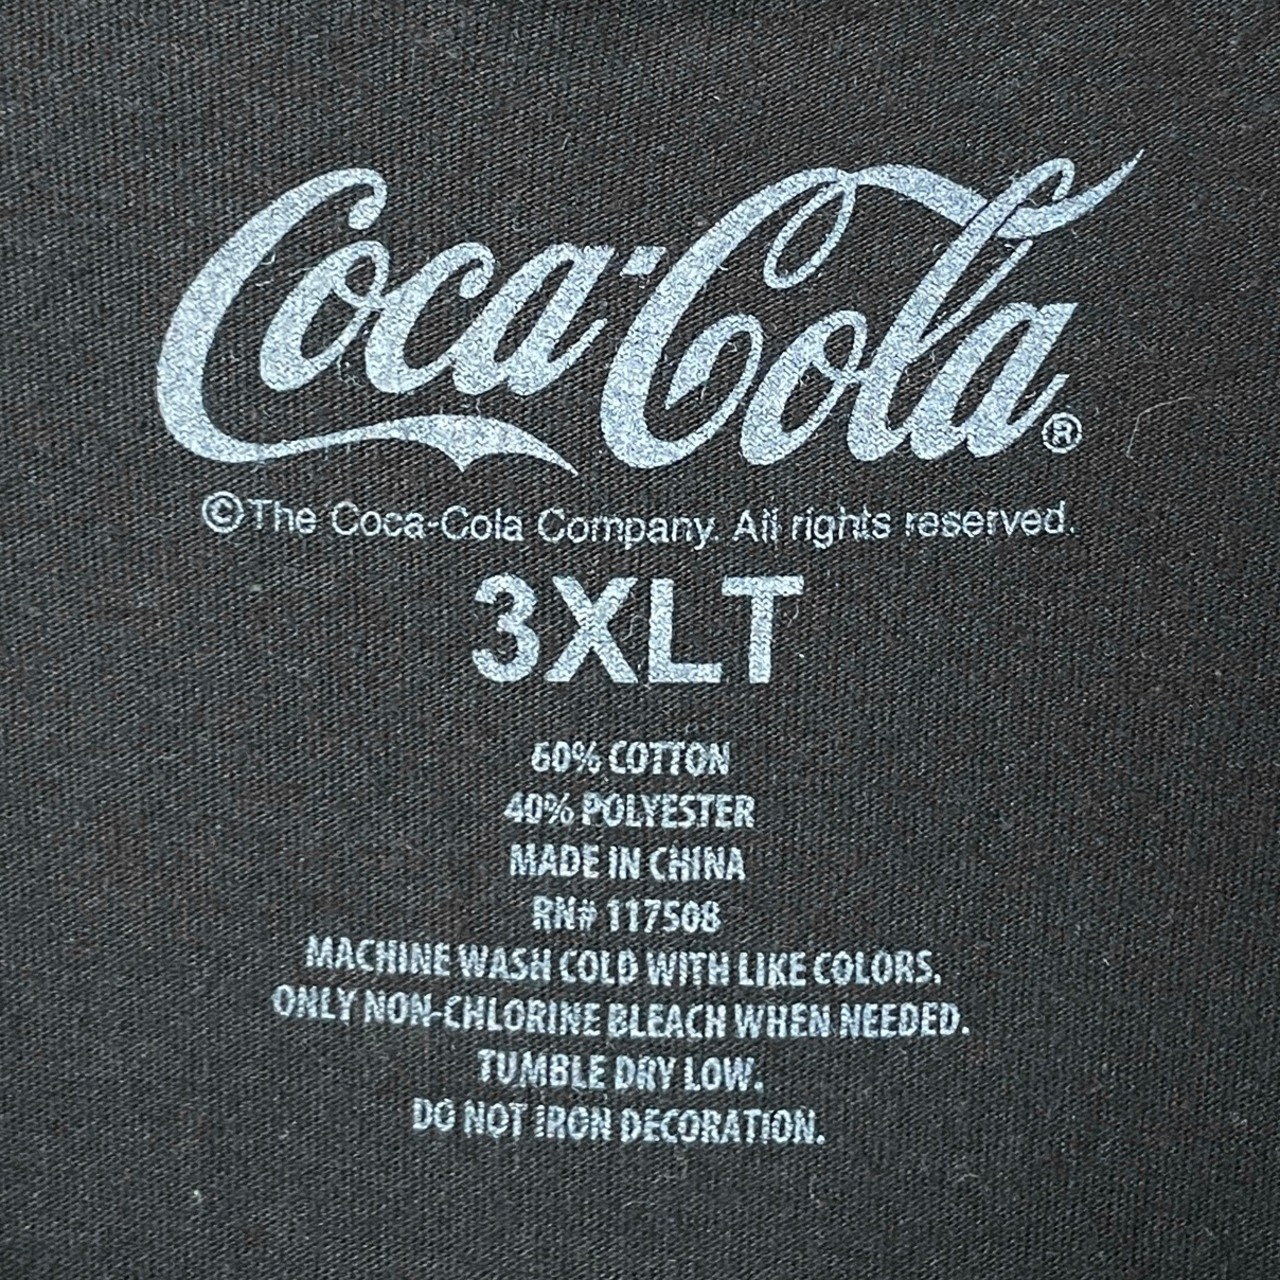 Coca-Cola®
©The Coca-Cola Company. All rights reserved.
3XLT
60% COTTON
40% POLYESTER
MADE IN CHINA
RN# 117508
MACHINE WASH COLD WITH LIKE COLORS.
ONLY NON-CHLORINE BLEACH WHEN NEEDED.
TUMBLE DRY LOW.
DO NOT IRON DECORATION.